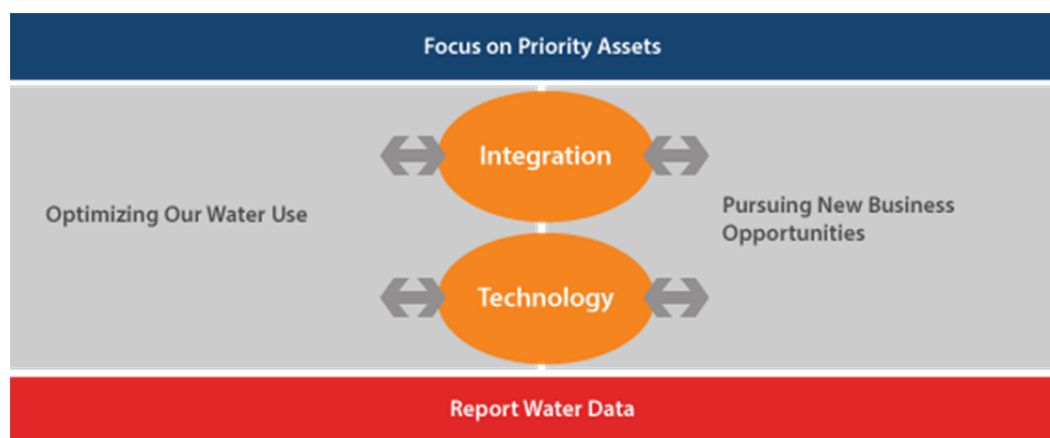 Focus on Priority Assets
Integration
Optimizing Our Water Use
Pursuing New Business
Opportunities
Technology
Report Water Data